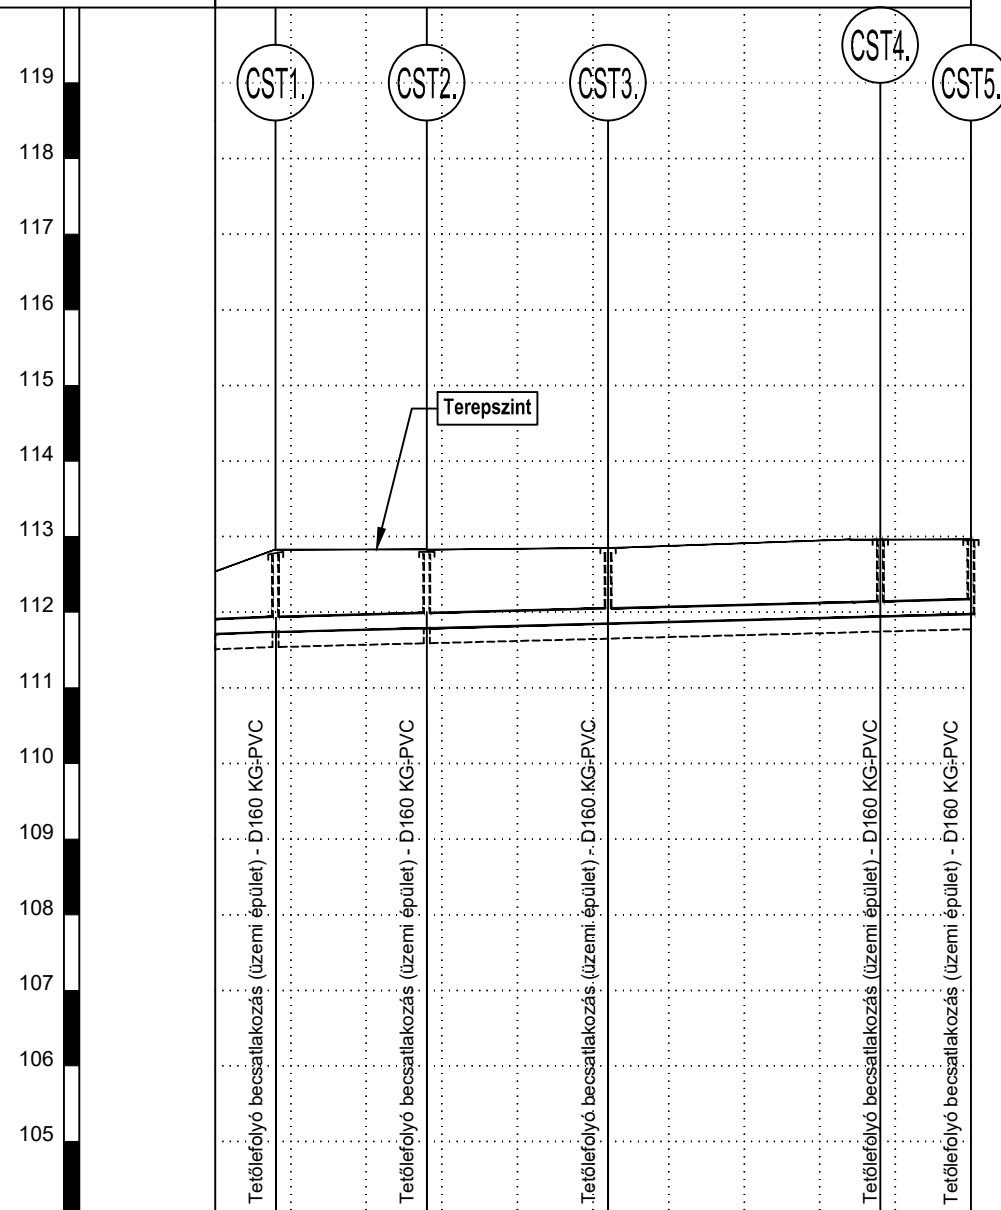 CST1.
CST2.
CST3.
CST4.
CST5.
119
118
117
116
115
114
113
112
111
110
109
108
107
106
105
Terepszint
Tetőlefolyó becsatlakozás (üzemi épület) - D160 KG-PVC
Tetőlefolyó becsatlakozás (üzemi épület) - D160 KG-PVC
Tetőlefolyó becsatlakozás (üzemi épület) - D160 KG-PVC
Tetőlefolyó becsatlakozás (üzemi épület) - D160 KG-PVC
Tetőlefolyó becsatlakozás (üzemi épület) - D160 KG-PVC